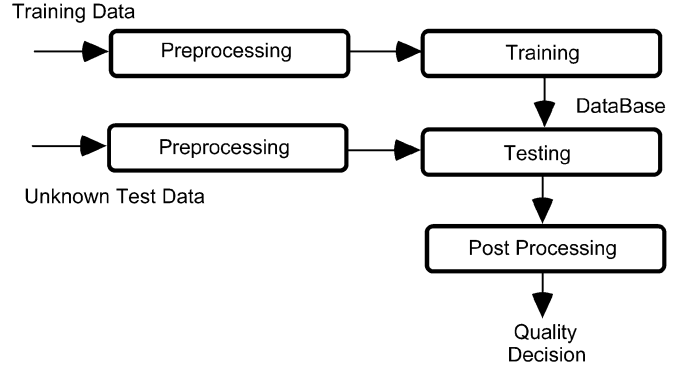 Training Data
Preprocessing
Training
DataBase
Preprocessing
Testing
Unknown Test Data
Post Processing
Quality
Decision